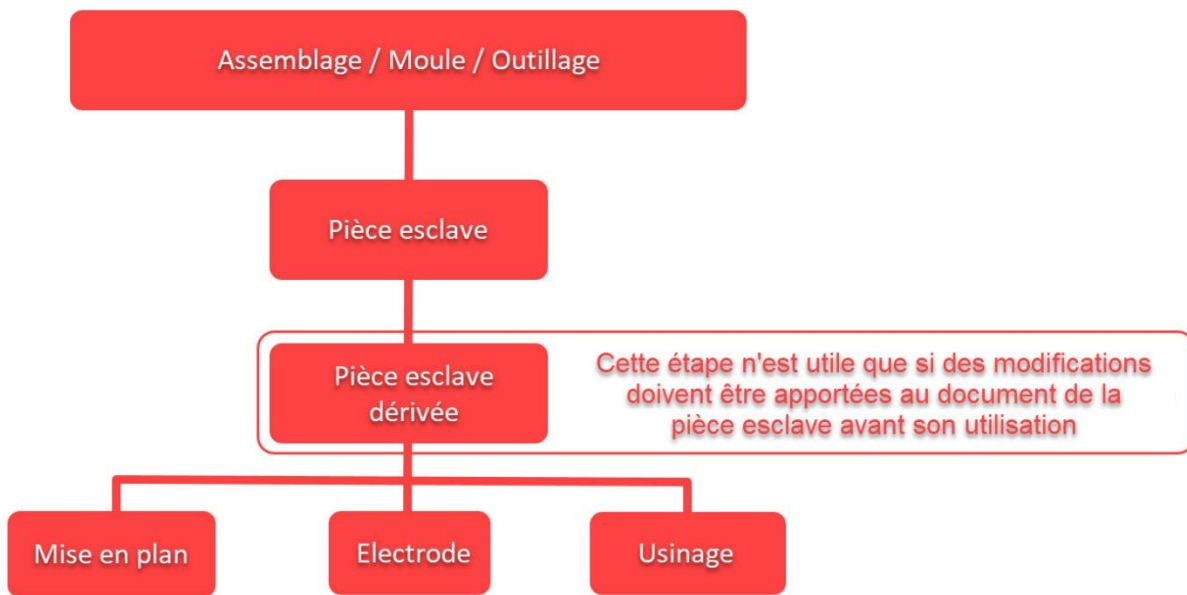 Assemblage / Moule / Outillage
Pièce esclave
Pièce esclave
dérivée
Cette étape n'est utile que si des modifications
doivent être apportées au document de la
pièce esclave avant son utilisation
Mise en plan
Electrode
Usinage